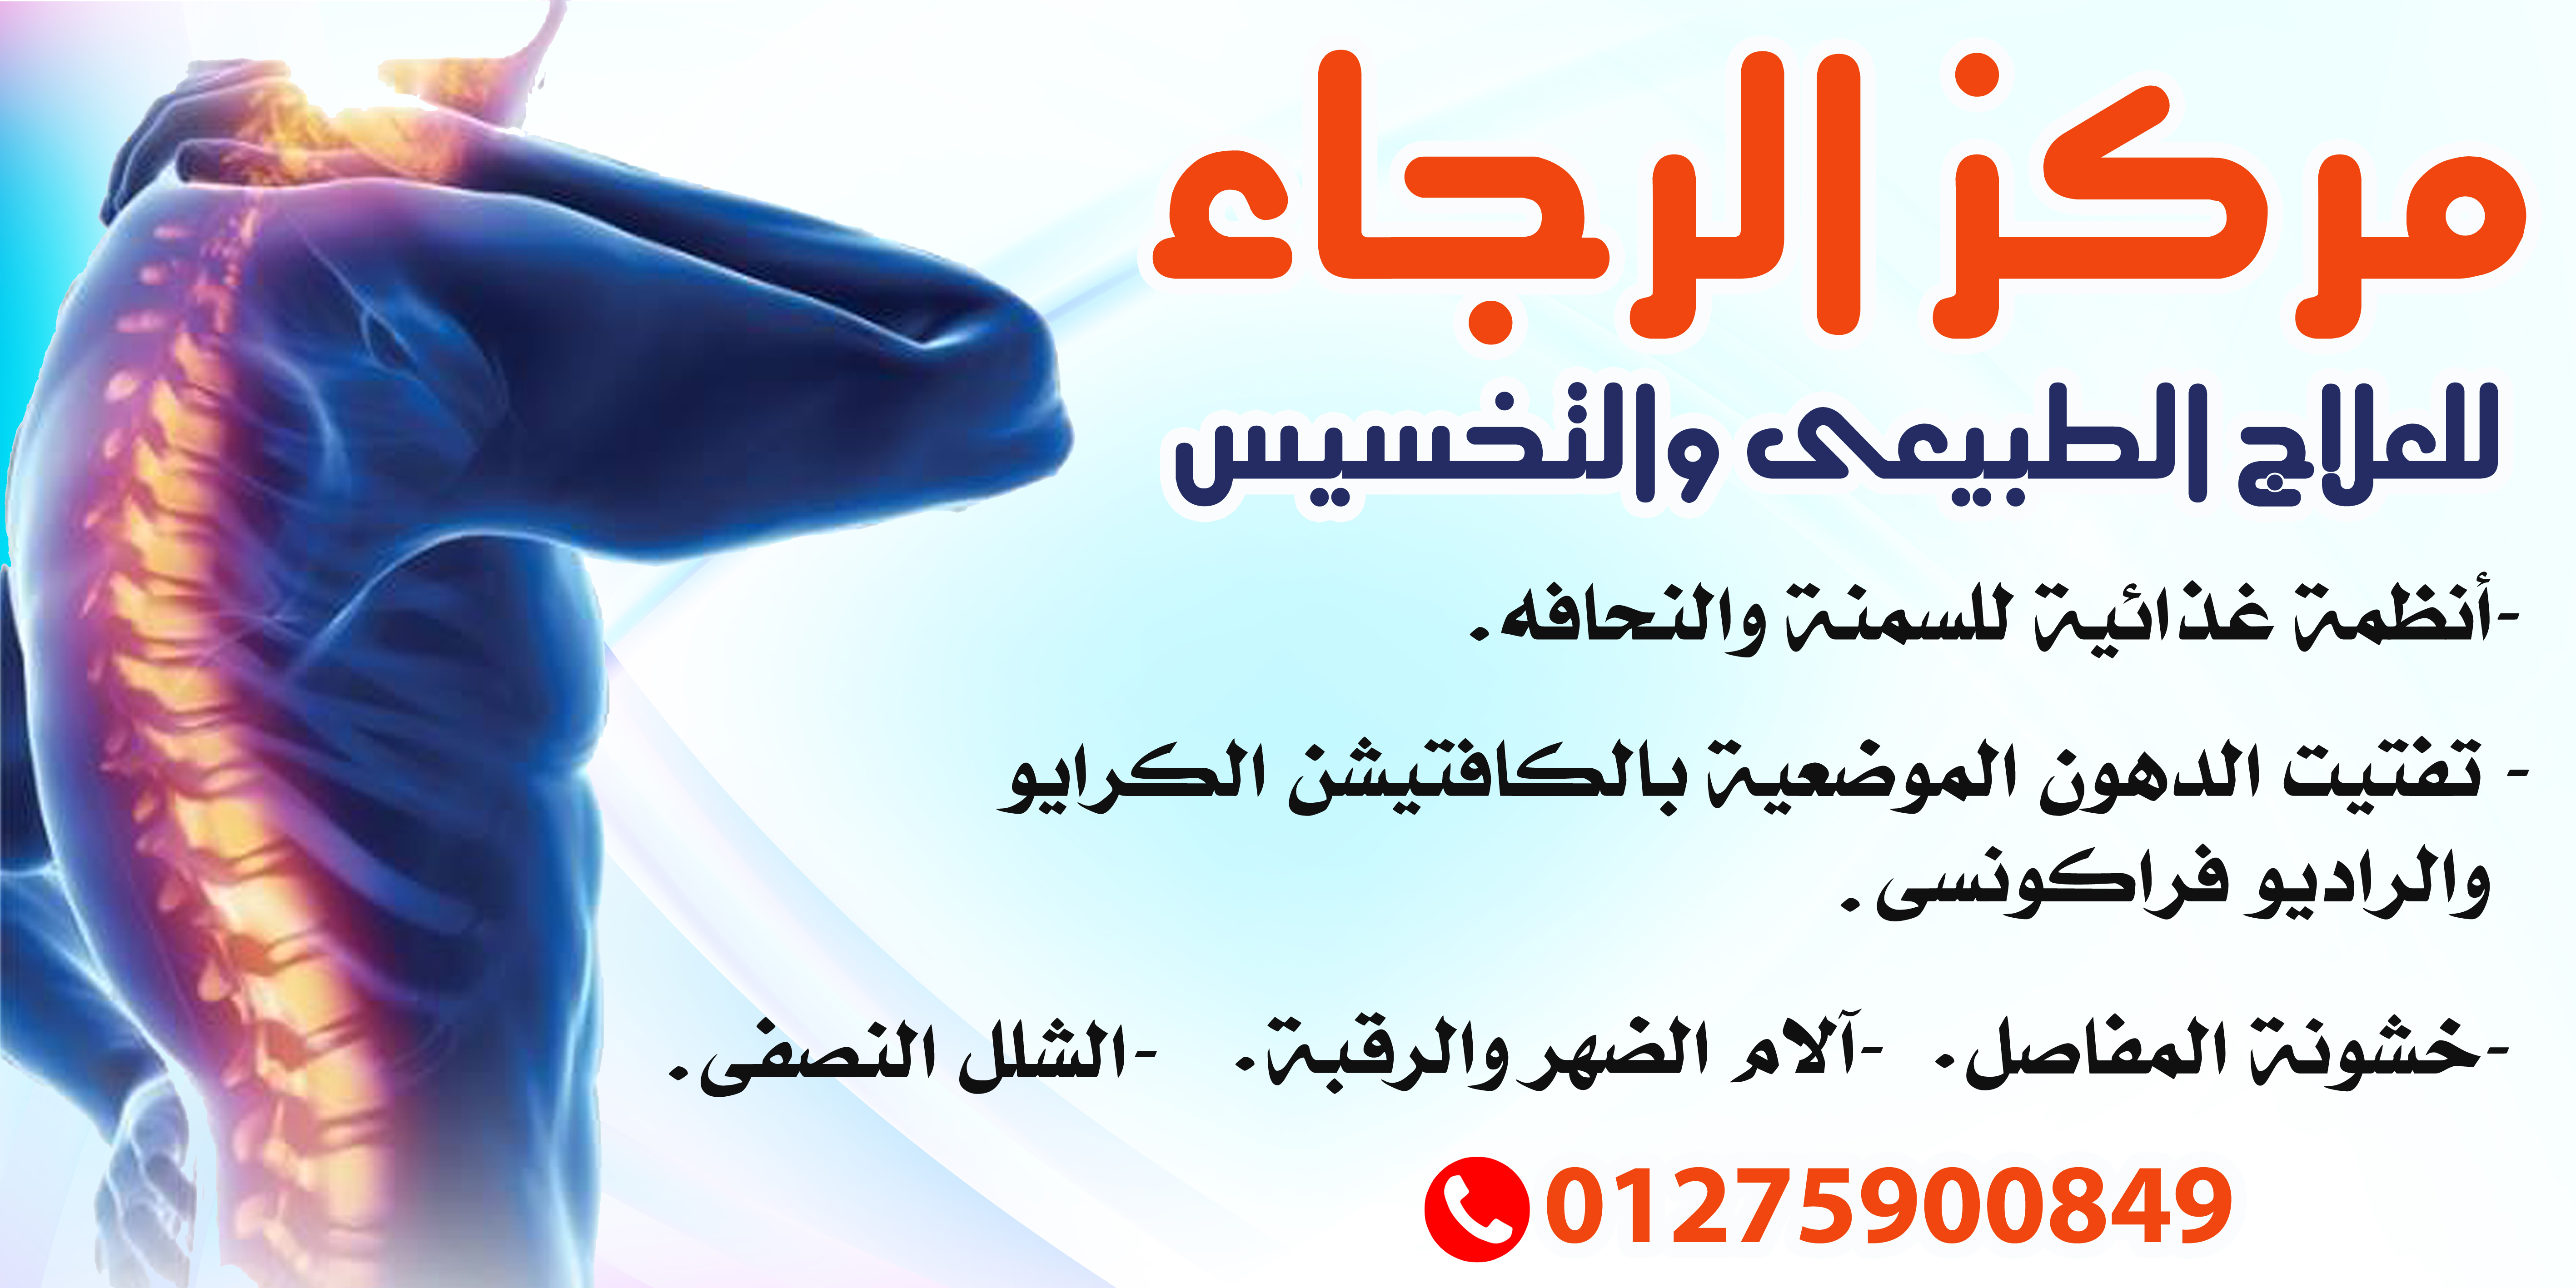 مركز الرجاء
للعلاج الطبيعى والتخسيس
-أنظمة غذائية للسمنة والنحافه.
- تفتيت الدهون الموضعية بالكافتيشن الكرايو
والراديو فراكونسى.
-خشونة المفاصل. -آلام الضهر والرقبة. -الشلل النصفى.
01275900849